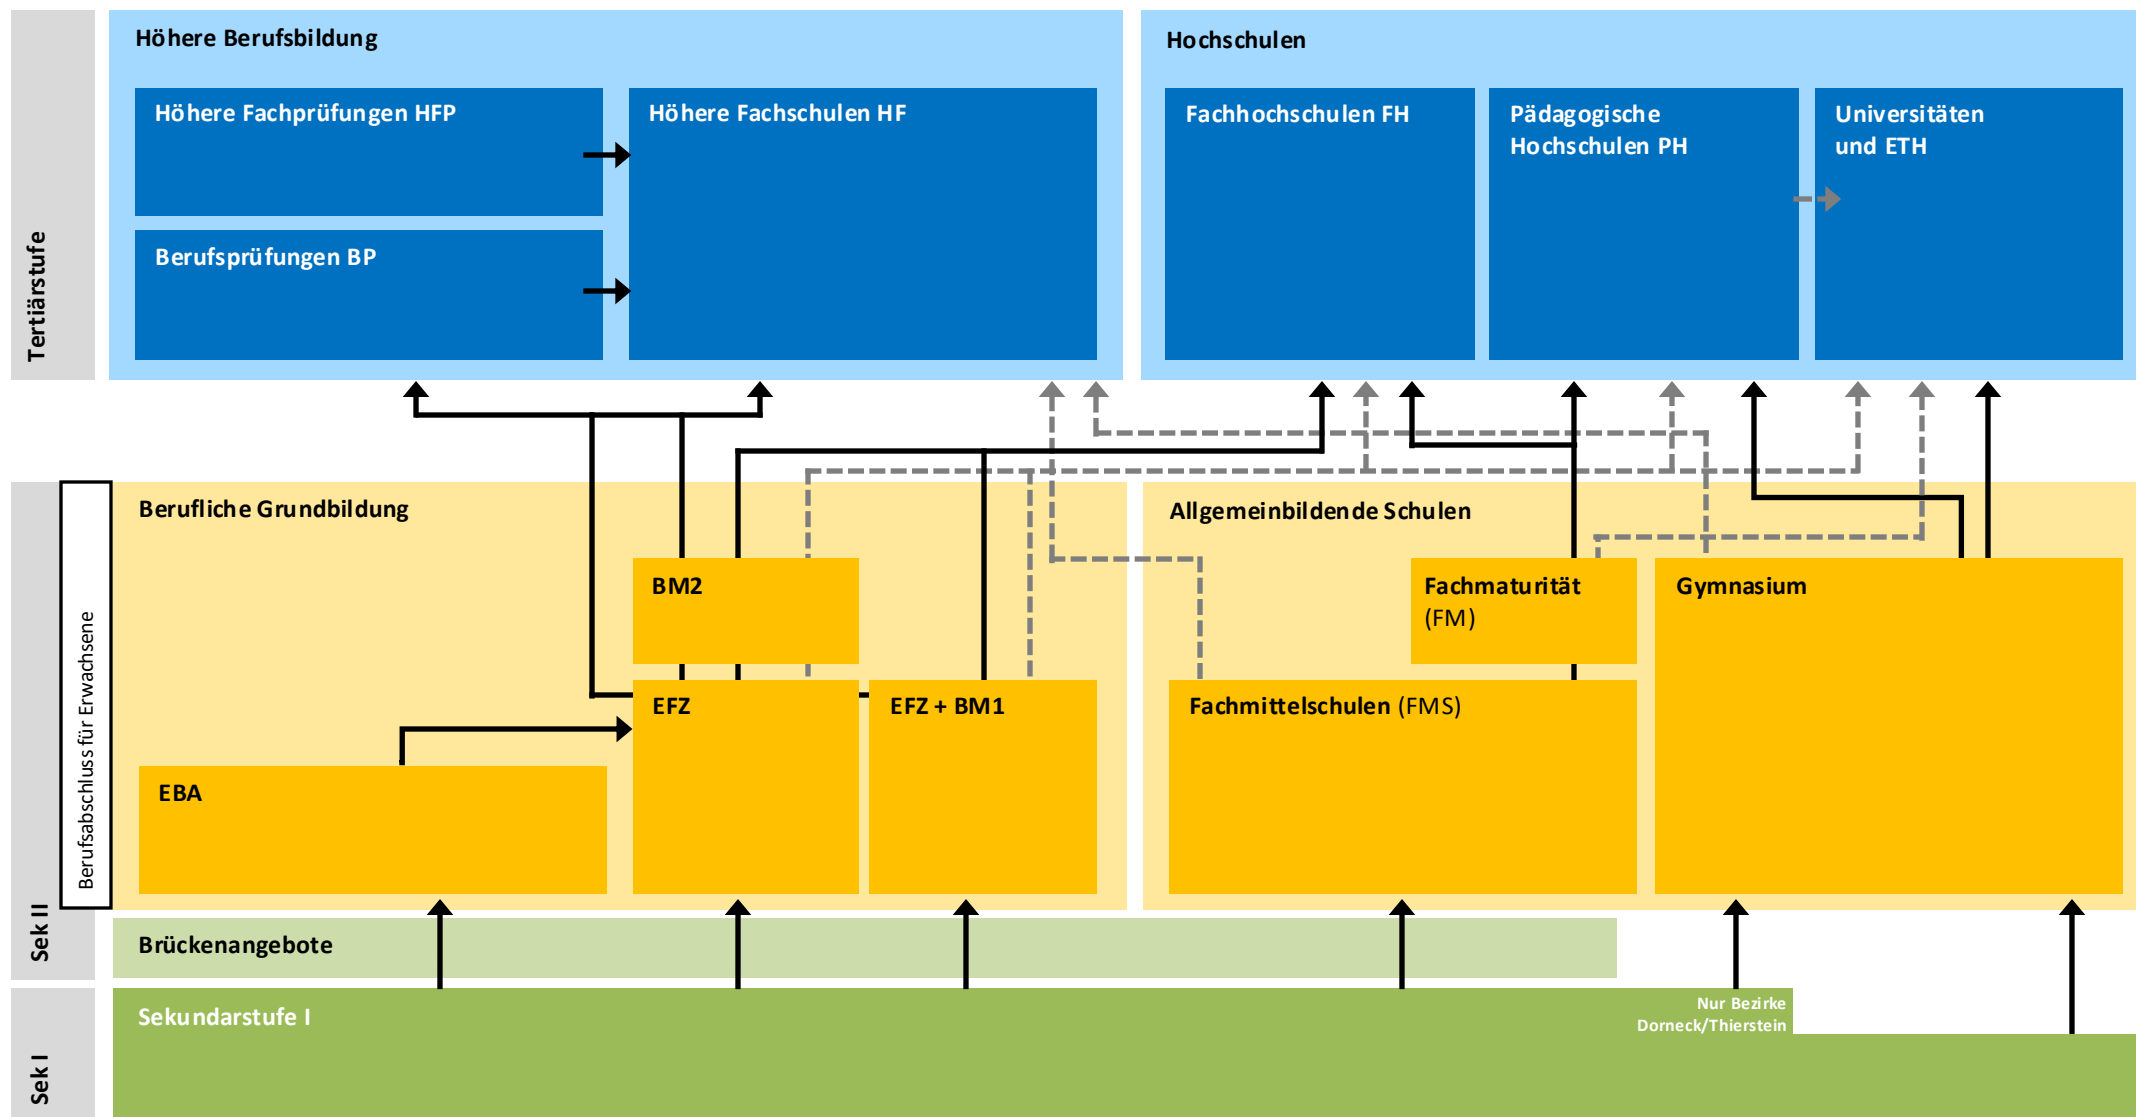 Tertiärstufe
Höhere Berufsbildung
Höhere Fachprüfungen HFP
Höhere Fachschulen HF
Berufsprüfungen BP
Hochschulen
Fachhochschulen FH
Pädagogische
Hochschulen PH
Universitäten
und ETH
Sek II
Berufsabschluss für Erwachsene
Berufliche Grundbildung
BM2
EFZ
EFZ + BM1
EBA
Allgemeinbildende Schulen
Fachmaturität
(FM)
Gymnasium
Fachmittelschulen (FMS)
Brückenangebote
Sek I
Sekundarstufe I
Nur Bezirke
Dorneck/Thierstein